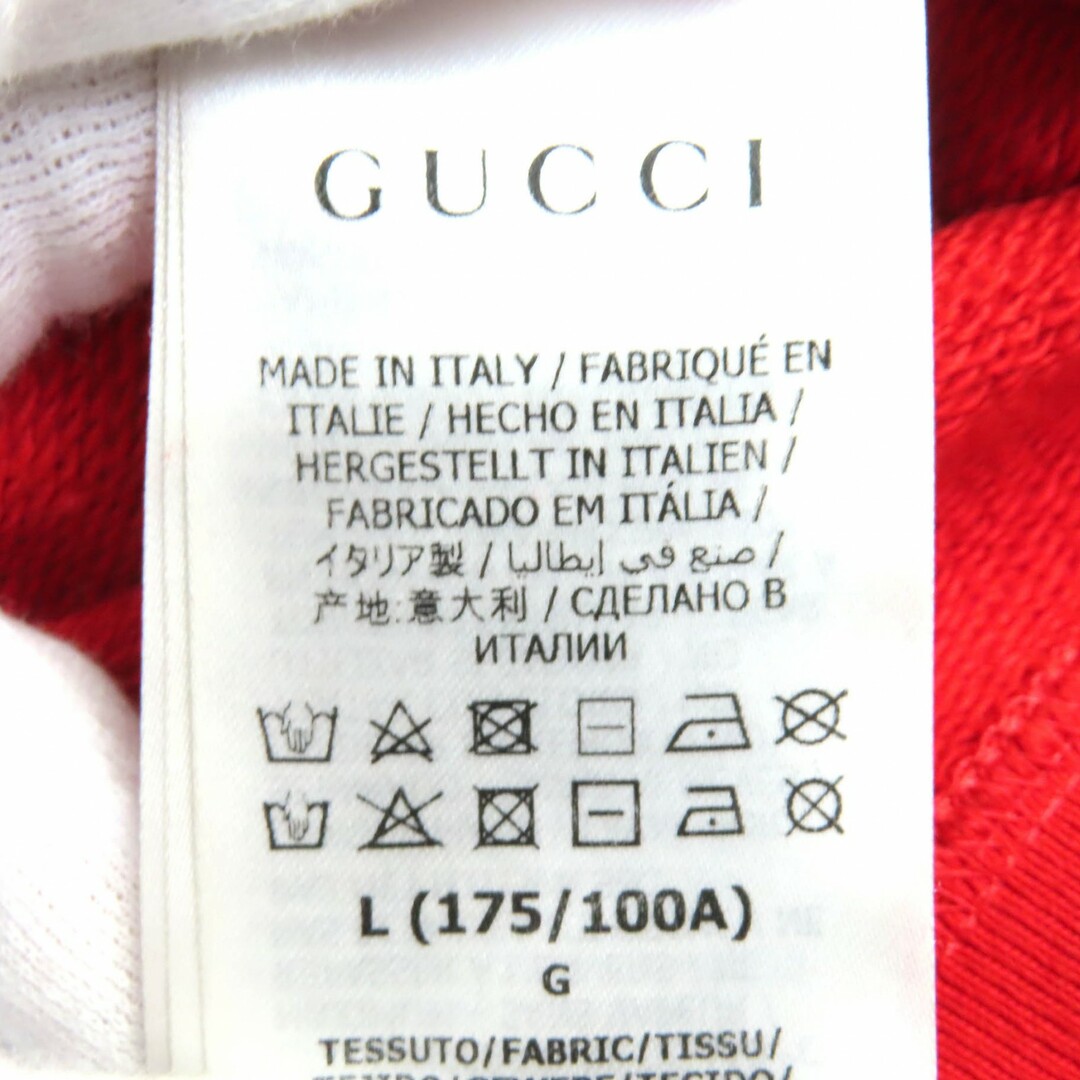 GUCCI
MADE IN ITALY / FABRIQUÉ EN
ITALIE / HECHO EN ITALIA /
HERGESTELLT IN ITALIEN /
FABRICADO EM ITÁLIA /
イタリア製 / صنع في إيطاليا /
产地:意大利 / СДЕЛАНО В
ИТАЛИИ
L (175/100A)
G
TESSUTO/FABRIC/TISSU/